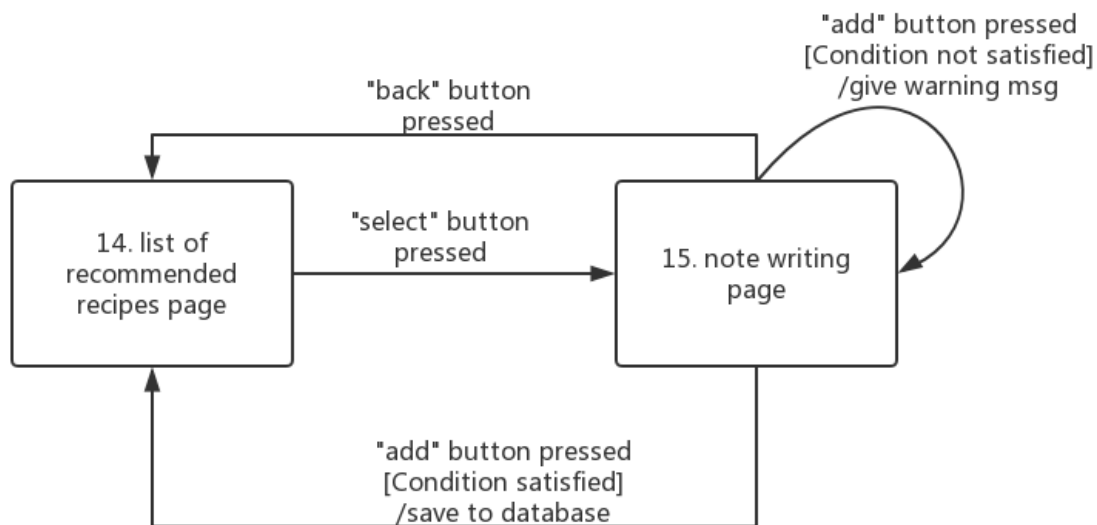 "add" button pressed
[Condition not satisfied]
/give warning msg
"back" button
pressed
"select" button
pressed
14. list of
recommended
recipes page
15. note writing
page
"add" button pressed
[Condition satisfied]
/save to database